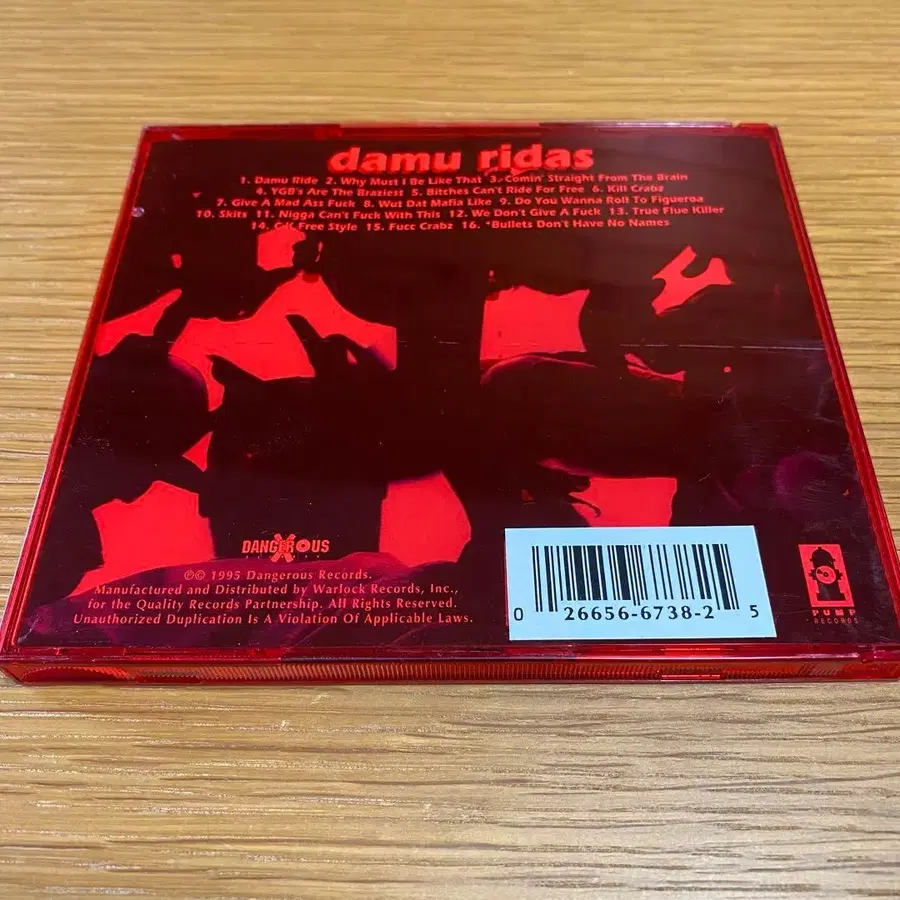 damu ridas
1. Damu Ride 2. Why Must I Be Like That 3. Comin' Straight From The Brain
4. YGB's Are The Braziest 5. Bitches Can't Ride For Free 6. Kill Crabz
7. Give A Mad Ass Fuck 8. Wut Dat Mafia Like 9. Do You Wanna Roll To Figueroa
10. Skits 11. Nigga Can't Fuck With This 12. We Don't Give A Fuck 13. True Flue Killer
14. CK Free Style 15. Fucc Crabz 16. *Bullets Don't Have No Names
DANGEROUS
℗© 1995 Dangerous Records.
Manufactured and Distributed by Warlock Records, Inc.,
for the Quality Records Partnership. All Rights Reserved.
Unauthorized Duplication Is A Violation Of Applicable Laws.
0 26656-6738-2 5
PUMP
RECORDS